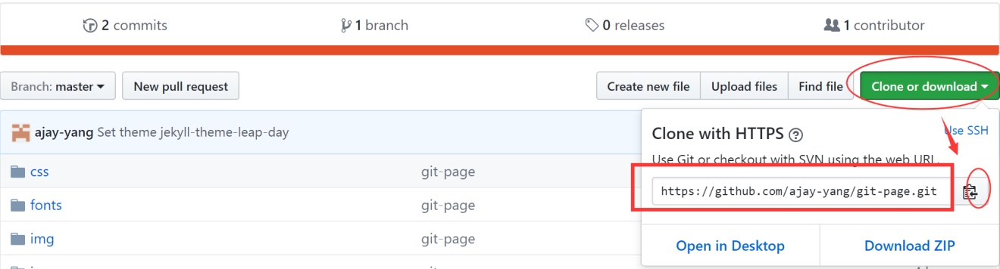 2 commits
1 branch
0 releases
1 contributor
Branch: master
New pull request
Create new file
Upload files
Find file
Clone or download
ajay-yang Set theme jekyll-theme-leap-day
Clone with HTTPS ?
Use SSH
Use Git or checkout with SVN using the web URL.
css git-page
https://github.com/ajay-yang/git-page.git
fonts git-page
img git-page
Open in Desktop
Download ZIP